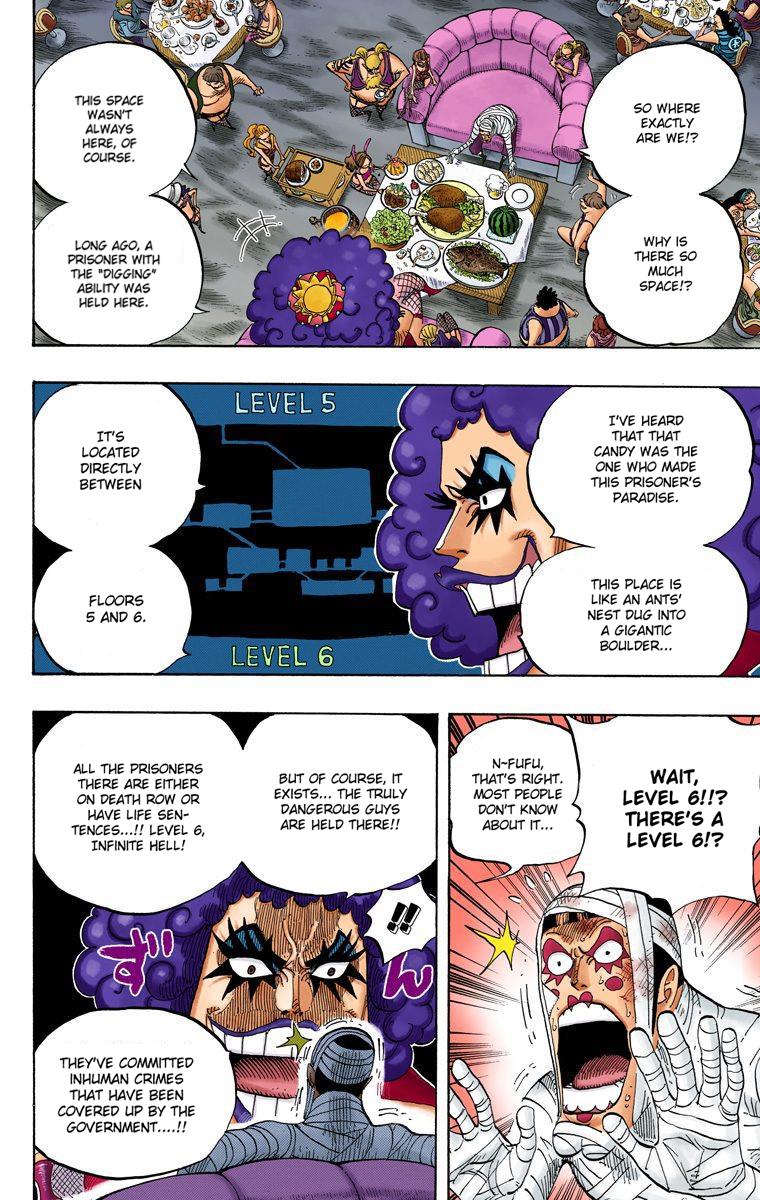 SO WHERE
EXACTLY
ARE WE!?
WHY IS
THERE SO
MUCH
SPACE!?
THIS SPACE
WASN'T
ALWAYS
HERE, OF
COURSE.
LONG AGO, A
PRISONER WITH
THE "DIGGING"
ABILITY WAS
HELD HERE.
I'VE HEARD
THAT THAT
CANDY WAS THE
ONE WHO MADE
THIS PRISONER'S
PARADISE.
THIS PLACE IS
LIKE AN ANTS'
NEST DUG INTO
A GIGANTIC
BOULDER...
LEVEL 5
LEVEL 6
IT'S
LOCATED
DIRECTLY
BETWEEN
FLOORS
5 AND 6.
WAIT,
LEVEL 6!!?
THERE'S A
LEVEL 6!?
N~FUFU,
THAT'S RIGHT.
MOST PEOPLE
DON'T KNOW
ABOUT IT...
BUT OF COURSE, IT
EXISTS... THE TRULY
DANGEROUS GUYS
ARE HELD THERE!!
ALL THE PRISONERS
THERE ARE EITHER
ON DEATH ROW OR
HAVE LIFE SEN-
TENCES...!! LEVEL 6,
INFINITE HELL!
!!
ずん
THEY'VE COMMITTED
INHUMAN CRIMES
THAT HAVE BEEN
COVERED UP BY THE
GOVERNMENT....!!